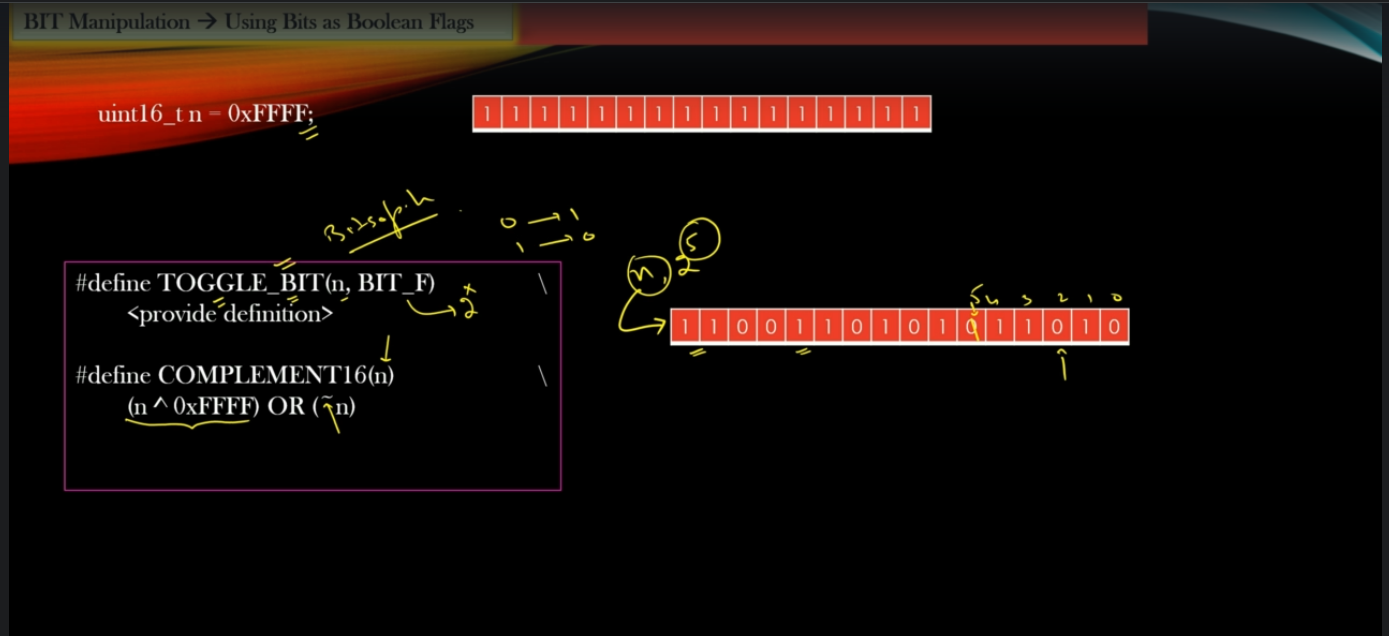 BIT Manipulation → Using Bits as Boolean Flags
uint16_t n = 0xFFFF;
1 1 1 1 1 1 1 1 1 1 1 1 1 1 1 1
0 → 1
1 → 0
#define TOGGLE_BIT(n, BIT_F) \
<provide definition>
→ 2^x
#define COMPLEMENT16(n) \
(n ^ 0xFFFF) OR (~n)
n, 2^5
5 4 3 2 1 0
1 1 0 0 1 1 0 1 0 1 0 1 1 0 1 0